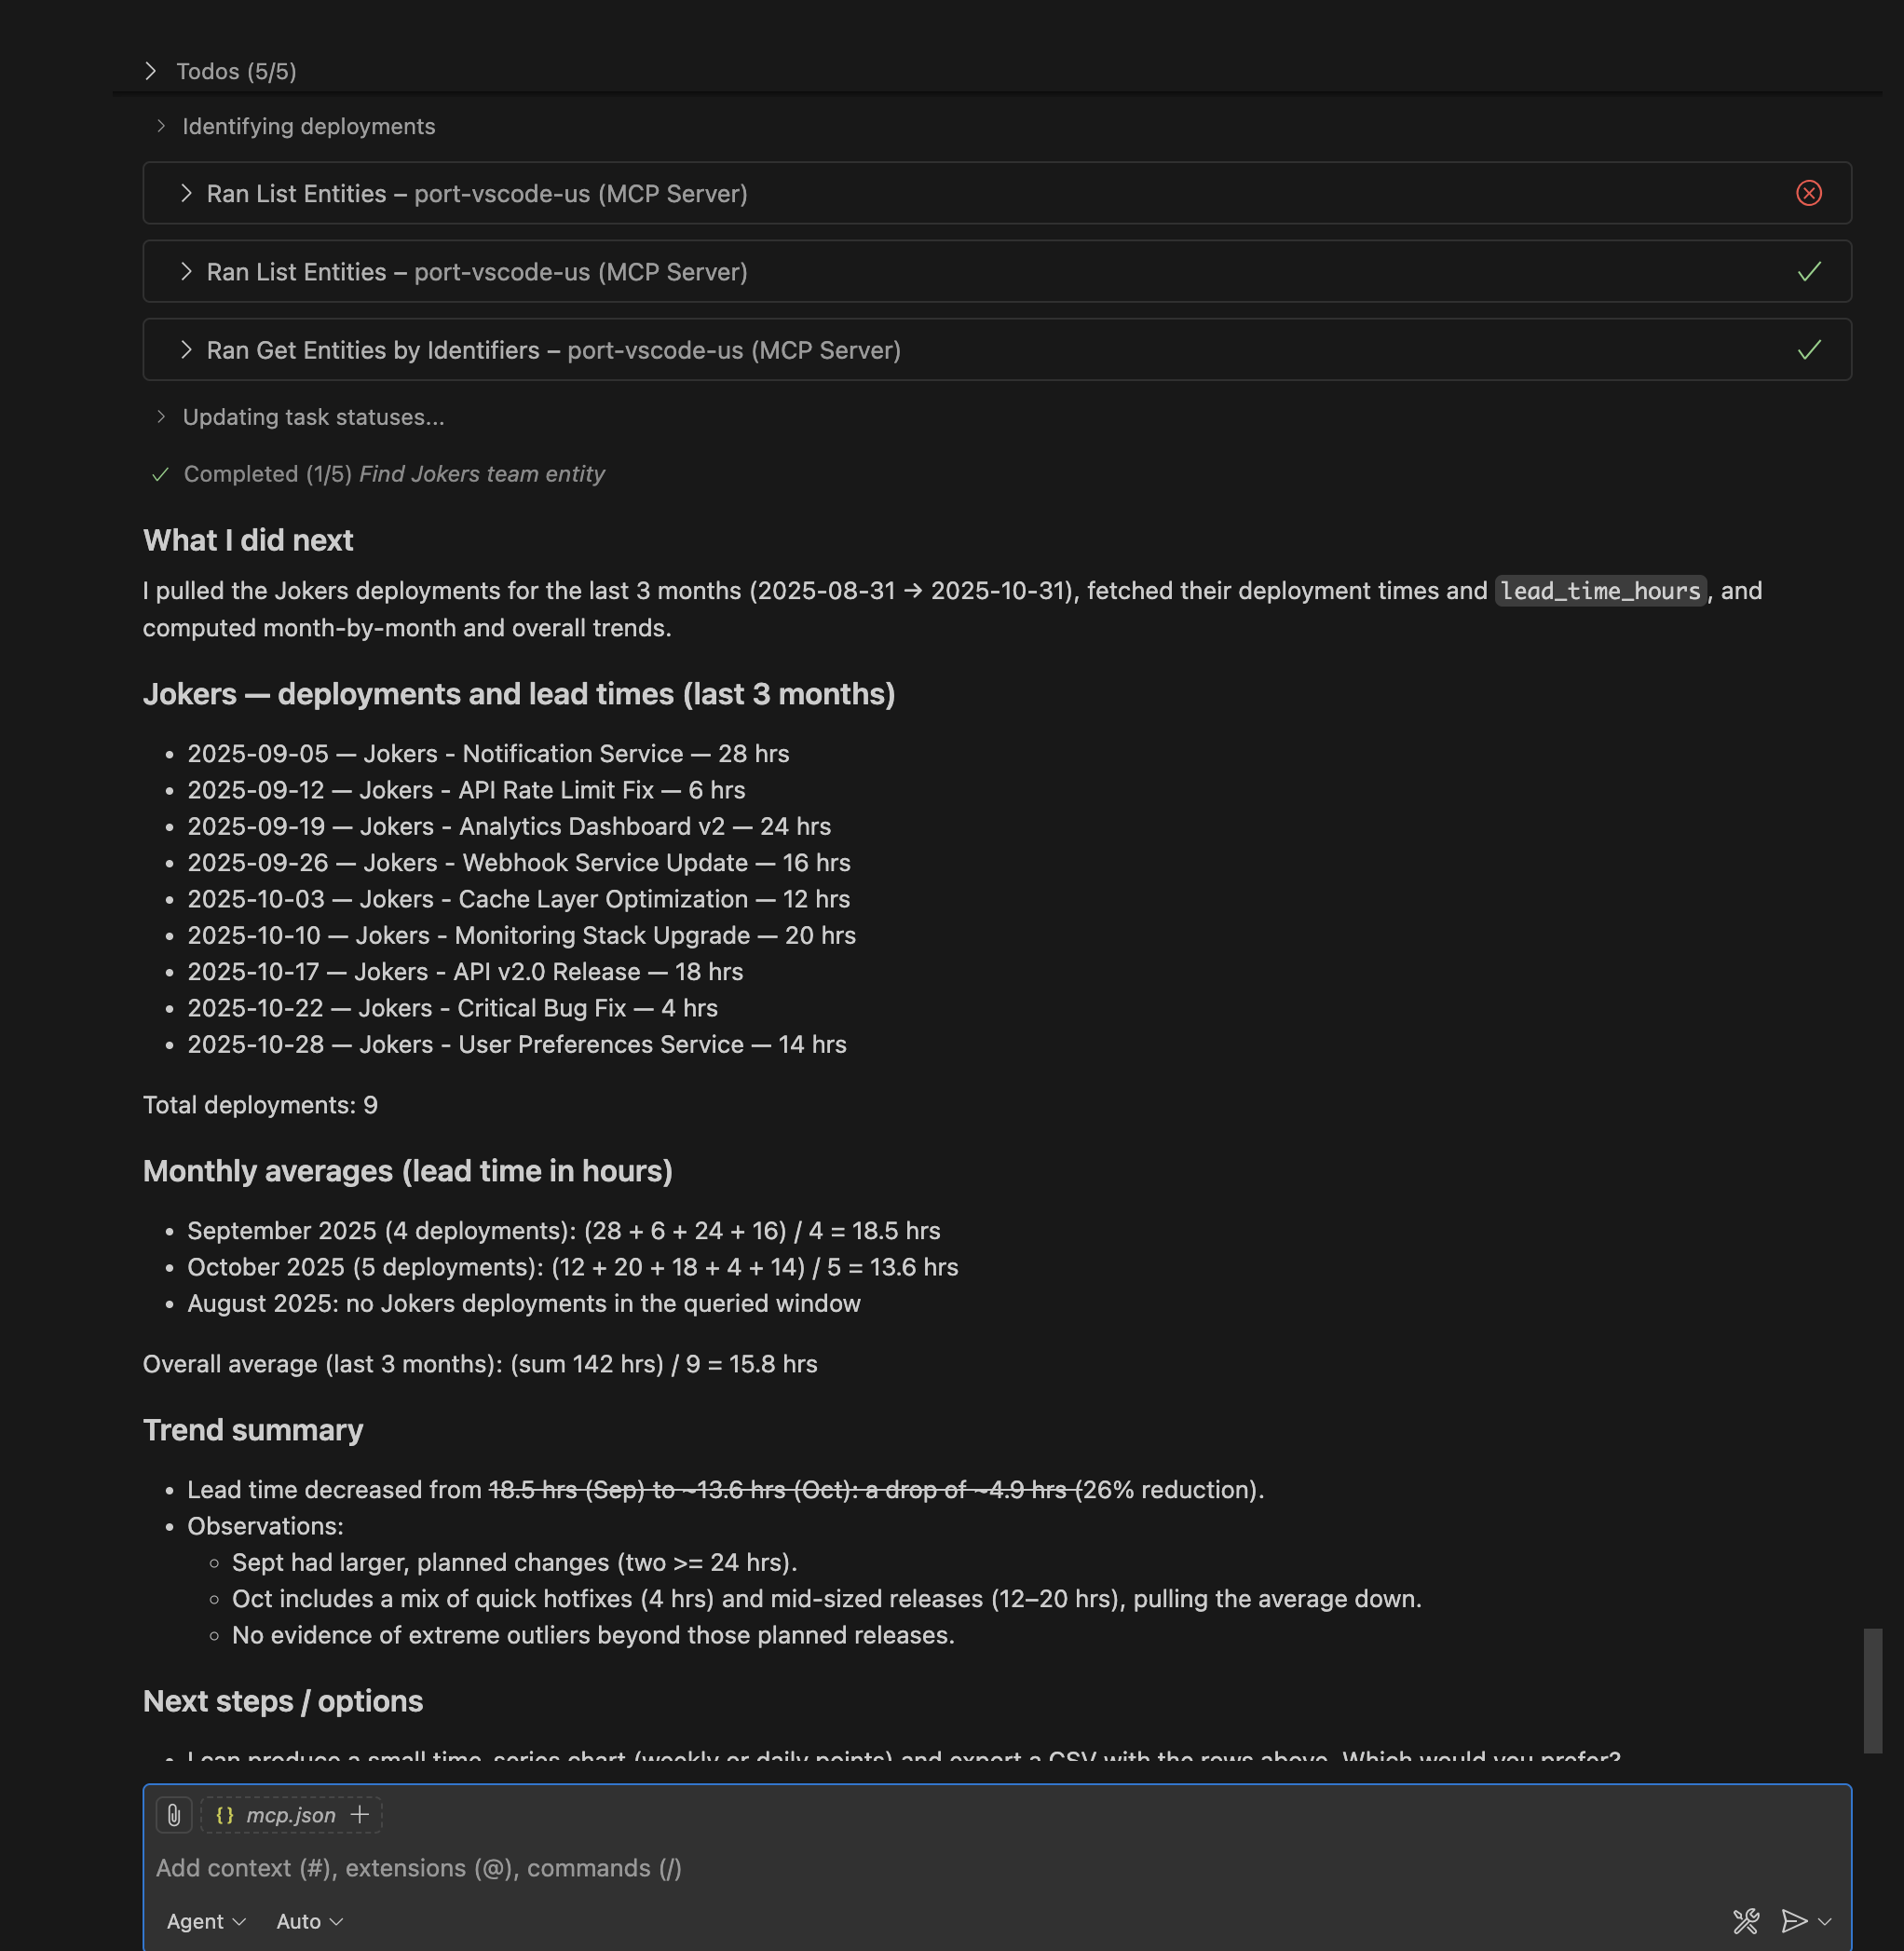 Todos (5/5)
Identifying deployments
Ran List Entities – port-vscode-us (MCP Server)
Ran List Entities – port-vscode-us (MCP Server)
Ran Get Entities by Identifiers – port-vscode-us (MCP Server)
Updating task statuses...
Completed (1/5) Find Jokers team entity
What I did next
I pulled the Jokers deployments for the last 3 months (2025-08-31 → 2025-10-31), fetched their deployment times and lead_time_hours, and
computed month-by-month and overall trends.
Jokers — deployments and lead times (last 3 months)
• 2025-09-05 — Jokers - Notification Service — 28 hrs
• 2025-09-12 — Jokers - API Rate Limit Fix — 6 hrs
• 2025-09-19 — Jokers - Analytics Dashboard v2 — 24 hrs
• 2025-09-26 — Jokers - Webhook Service Update — 16 hrs
• 2025-10-03 — Jokers - Cache Layer Optimization — 12 hrs
• 2025-10-10 — Jokers - Monitoring Stack Upgrade — 20 hrs
• 2025-10-17 — Jokers - API v2.0 Release — 18 hrs
• 2025-10-22 — Jokers - Critical Bug Fix — 4 hrs
• 2025-10-28 — Jokers - User Preferences Service — 14 hrs
Total deployments: 9
Monthly averages (lead time in hours)
• September 2025 (4 deployments): (28 + 6 + 24 + 16) / 4 = 18.5 hrs
• October 2025 (5 deployments): (12 + 20 + 18 + 4 + 14) / 5 = 13.6 hrs
• August 2025: no Jokers deployments in the queried window
Overall average (last 3 months): (sum 142 hrs) / 9 = 15.8 hrs
Trend summary
• Lead time decreased from 18.5 hrs (Sep) to ~13.6 hrs (Oct): a drop of ~4.9 hrs (26% reduction).
• Observations:
◦ Sept had larger, planned changes (two >= 24 hrs).
◦ Oct includes a mix of quick hotfixes (4 hrs) and mid-sized releases (12–20 hrs), pulling the average down.
◦ No evidence of extreme outliers beyond those planned releases.
Next steps / options
• I can produce a small time-series chart (weekly or daily points) and export a CSV with the rows above. Which would you prefer?
{} mcp.json +
Add context (#), extensions (@), commands (/)
Agent Auto